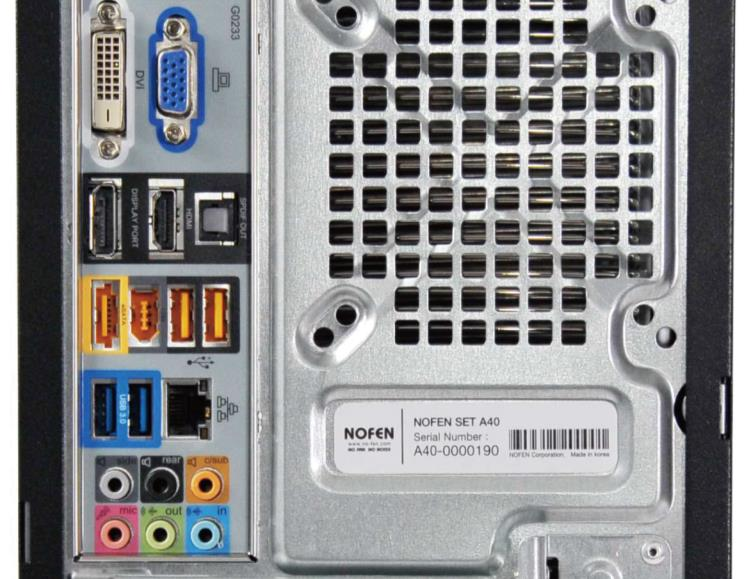 G0233
DVI
DISPLAY PORT
HDMI
SPDIF OUT
eSATA
USB 3.0
side
rear
c/sub
mic
out
in
NOFEN
www.no-fen.com
NO FAN NO NOISE
NOFEN SET A40
Serial Number :
A40-0000190
NOFEN Corporation. Made in korea